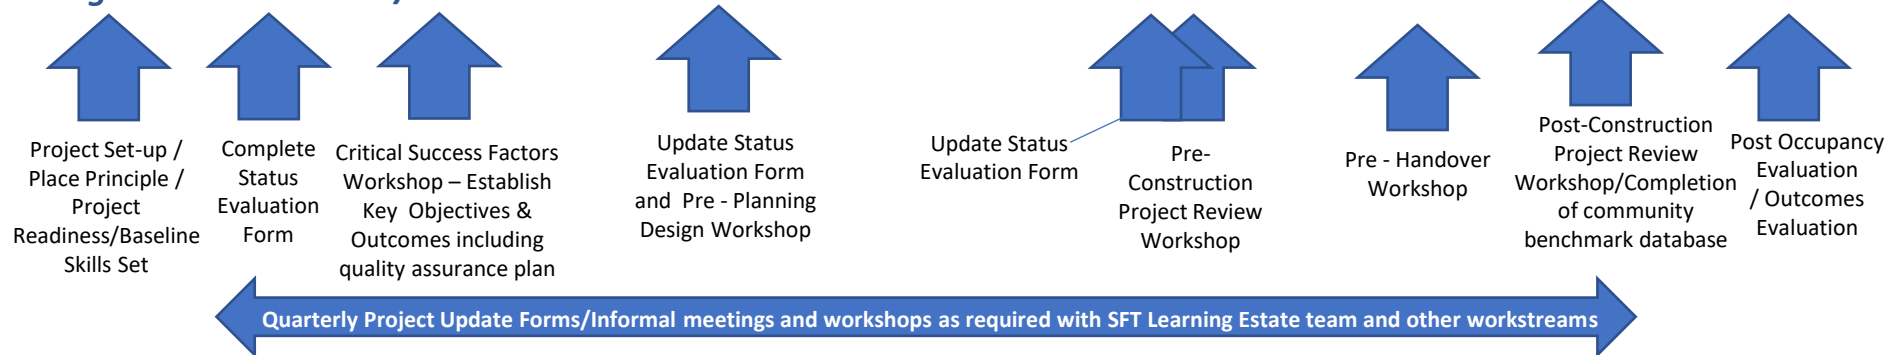 Project Set-up /
Place Principle /
Project
Readiness/Baseline
Skills Set
Complete
Status
Evaluation
Form
Critical Success Factors
Workshop – Establish
Key Objectives &
Outcomes including
quality assurance plan
Update Status
Evaluation Form
and Pre - Planning
Design Workshop
Update Status
Evaluation Form
Pre-
Construction
Project Review
Workshop
Pre - Handover
Workshop
Post-Construction
Project Review
Workshop/Completion
of community
benchmark database
Post Occupancy
Evaluation
/ Outcomes
Evaluation
Quarterly Project Update Forms/Informal meetings and workshops as required with SFT Learning Estate team and other workstreams